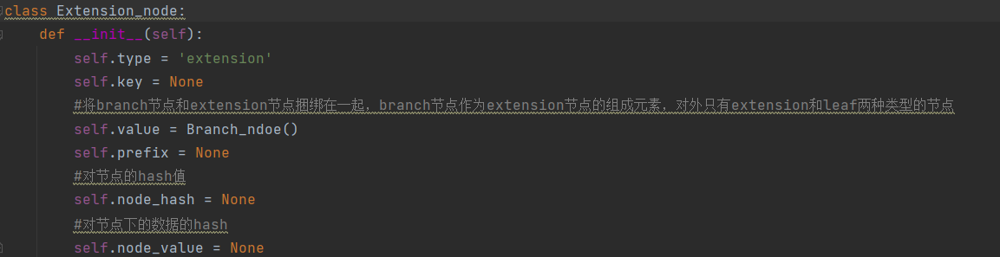 class Extension_node:
def __init__(self):
self.type = 'extension'
self.key = None
#将branch节点和extension节点捆绑在一起，branch节点作为extension节点的组成元素，对外只有extension和leaf两种类型的节点
self.value = Branch_ndoe()
self.prefix = None
#对节点的hash值
self.node_hash = None
#对节点下的数据的hash
self.node_value = None